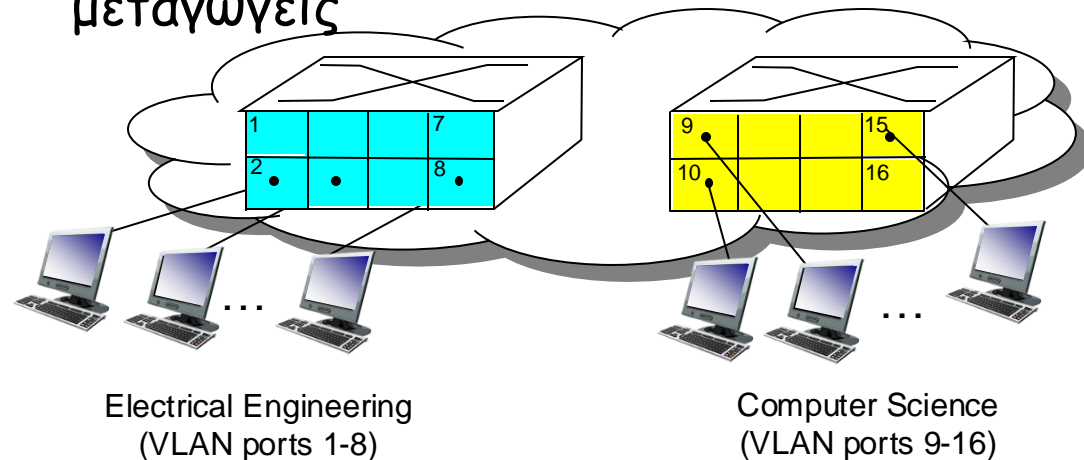 μεταγωγείς
1 7 9 15
2 8 10 16
... ...
Electrical Engineering Computer Science
(VLAN ports 1-8) (VLAN ports 9-16)